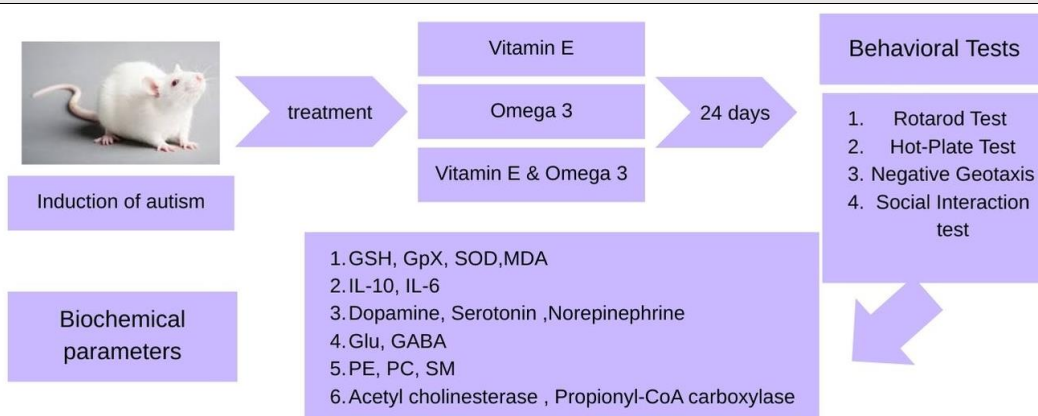 Induction of autism
treatment
Vitamin E
Omega 3
Vitamin E & Omega 3
24 days
Behavioral Tests
1. Rotarod Test
2. Hot-Plate Test
3. Negative Geotaxis
4. Social Interaction
test
Biochemical
parameters
1.GSH, GpX, SOD,MDA
2.IL-10, IL-6
3.Dopamine, Serotonin ,Norepinephrine
4.Glu, GABA
5.PE, PC, SM
6.Acetyl cholinesterase , Propionyl-CoA carboxylase